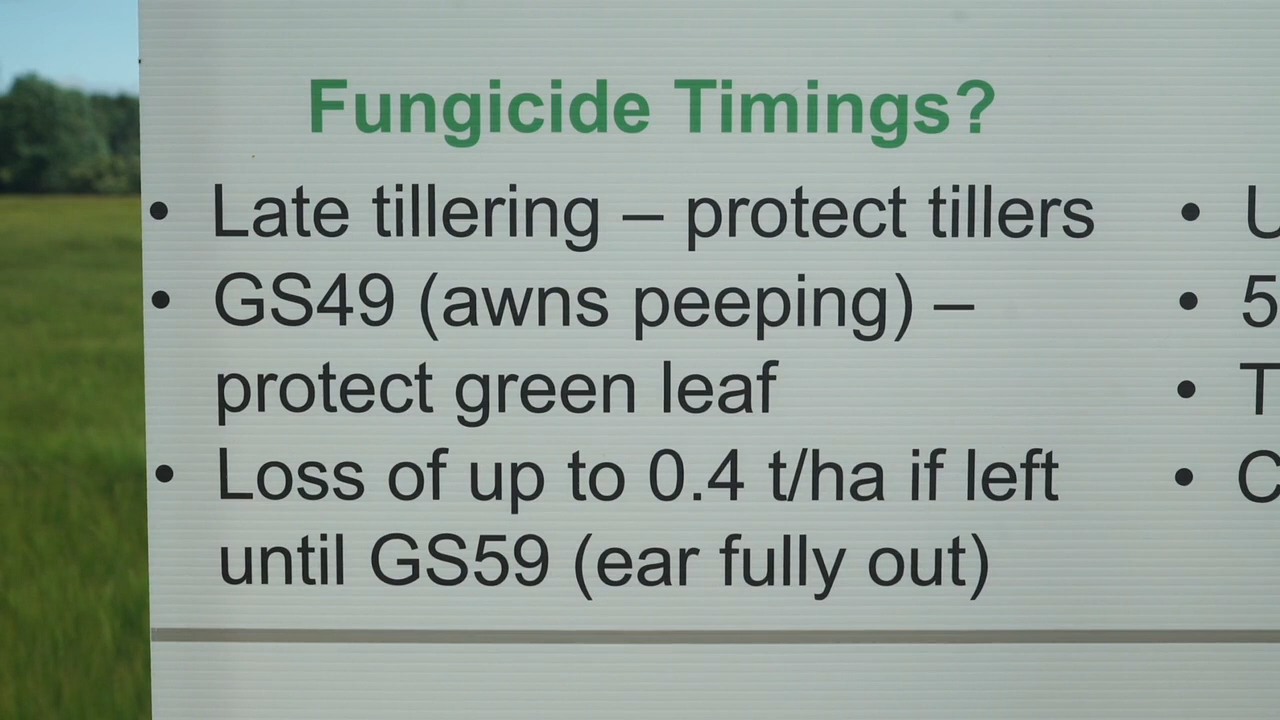 Fungicide Timings?
• Late tillering – protect tillers
• GS49 (awns peeping) –
protect green leaf
• Loss of up to 0.4 t/ha if left
until GS59 (ear fully out)
• U
• 5
• T
• C